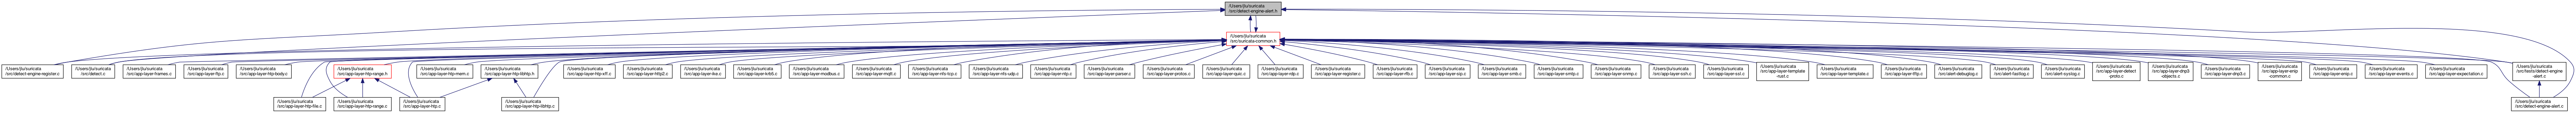 /Users/jlu/suricata
/src/detect-engine-alert.h
/Users/jlu/suricata
/src/suricata-common.h
/Users/jlu/suricata
/src/detect-engine-register.c
/Users/jlu/suricata
/src/detect.c
/Users/jlu/suricata
/src/app-layer-frames.c
/Users/jlu/suricata
/src/app-layer-ftp.c
/Users/jlu/suricata
/src/app-layer-htp-body.c
/Users/jlu/suricata
/src/app-layer-htp-range.h
/Users/jlu/suricata
/src/app-layer-htp-mem.c
/Users/jlu/suricata
/src/app-layer-htp-libhtp.h
/Users/jlu/suricata
/src/app-layer-htp-xff.c
/Users/jlu/suricata
/src/app-layer-http2.c
/Users/jlu/suricata
/src/app-layer-ike.c
/Users/jlu/suricata
/src/app-layer-krb5.c
/Users/jlu/suricata
/src/app-layer-modbus.c
/Users/jlu/suricata
/src/app-layer-mqtt.c
/Users/jlu/suricata
/src/app-layer-nfs-tcp.c
/Users/jlu/suricata
/src/app-layer-nfs-udp.c
/Users/jlu/suricata
/src/app-layer-ntp.c
/Users/jlu/suricata
/src/app-layer-parser.c
/Users/jlu/suricata
/src/app-layer-protos.c
/Users/jlu/suricata
/src/app-layer-quic.c
/Users/jlu/suricata
/src/app-layer-rdp.c
/Users/jlu/suricata
/src/app-layer-register.c
/Users/jlu/suricata
/src/app-layer-rfb.c
/Users/jlu/suricata
/src/app-layer-sip.c
/Users/jlu/suricata
/src/app-layer-smb.c
/Users/jlu/suricata
/src/app-layer-smtp.c
/Users/jlu/suricata
/src/app-layer-snmp.c
/Users/jlu/suricata
/src/app-layer-ssh.c
/Users/jlu/suricata
/src/app-layer-ssl.c
/Users/jlu/suricata
/src/app-layer-template
-rust.c
/Users/jlu/suricata
/src/app-layer-template.c
/Users/jlu/suricata
/src/app-layer-tftp.c
/Users/jlu/suricata
/src/alert-debuglog.c
/Users/jlu/suricata
/src/alert-fastlog.c
/Users/jlu/suricata
/src/alert-syslog.c
/Users/jlu/suricata
/src/app-layer-detect
-proto.c
/Users/jlu/suricata
/src/app-layer-dnp3
-objects.c
/Users/jlu/suricata
/src/app-layer-dnp3.c
/Users/jlu/suricata
/src/app-layer-enip
-common.c
/Users/jlu/suricata
/src/app-layer-enip.c
/Users/jlu/suricata
/src/app-layer-events.c
/Users/jlu/suricata
/src/app-layer-expectation.c
/Users/jlu/suricata
/src/tests/detect-engine
-alert.c
/Users/jlu/suricata
/src/app-layer-htp-file.c
/Users/jlu/suricata
/src/app-layer-htp-range.c
/Users/jlu/suricata
/src/app-layer-htp.c
/Users/jlu/suricata
/src/app-layer-htp-libhtp.c
/Users/jlu/suricata
/src/detect-engine-alert.c